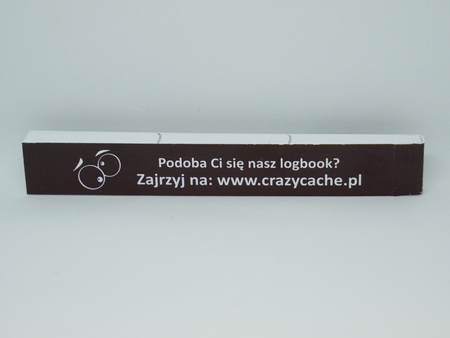 Podoba Ci się nasz logbook?
Zajrzyj na: www.crazycache.pl